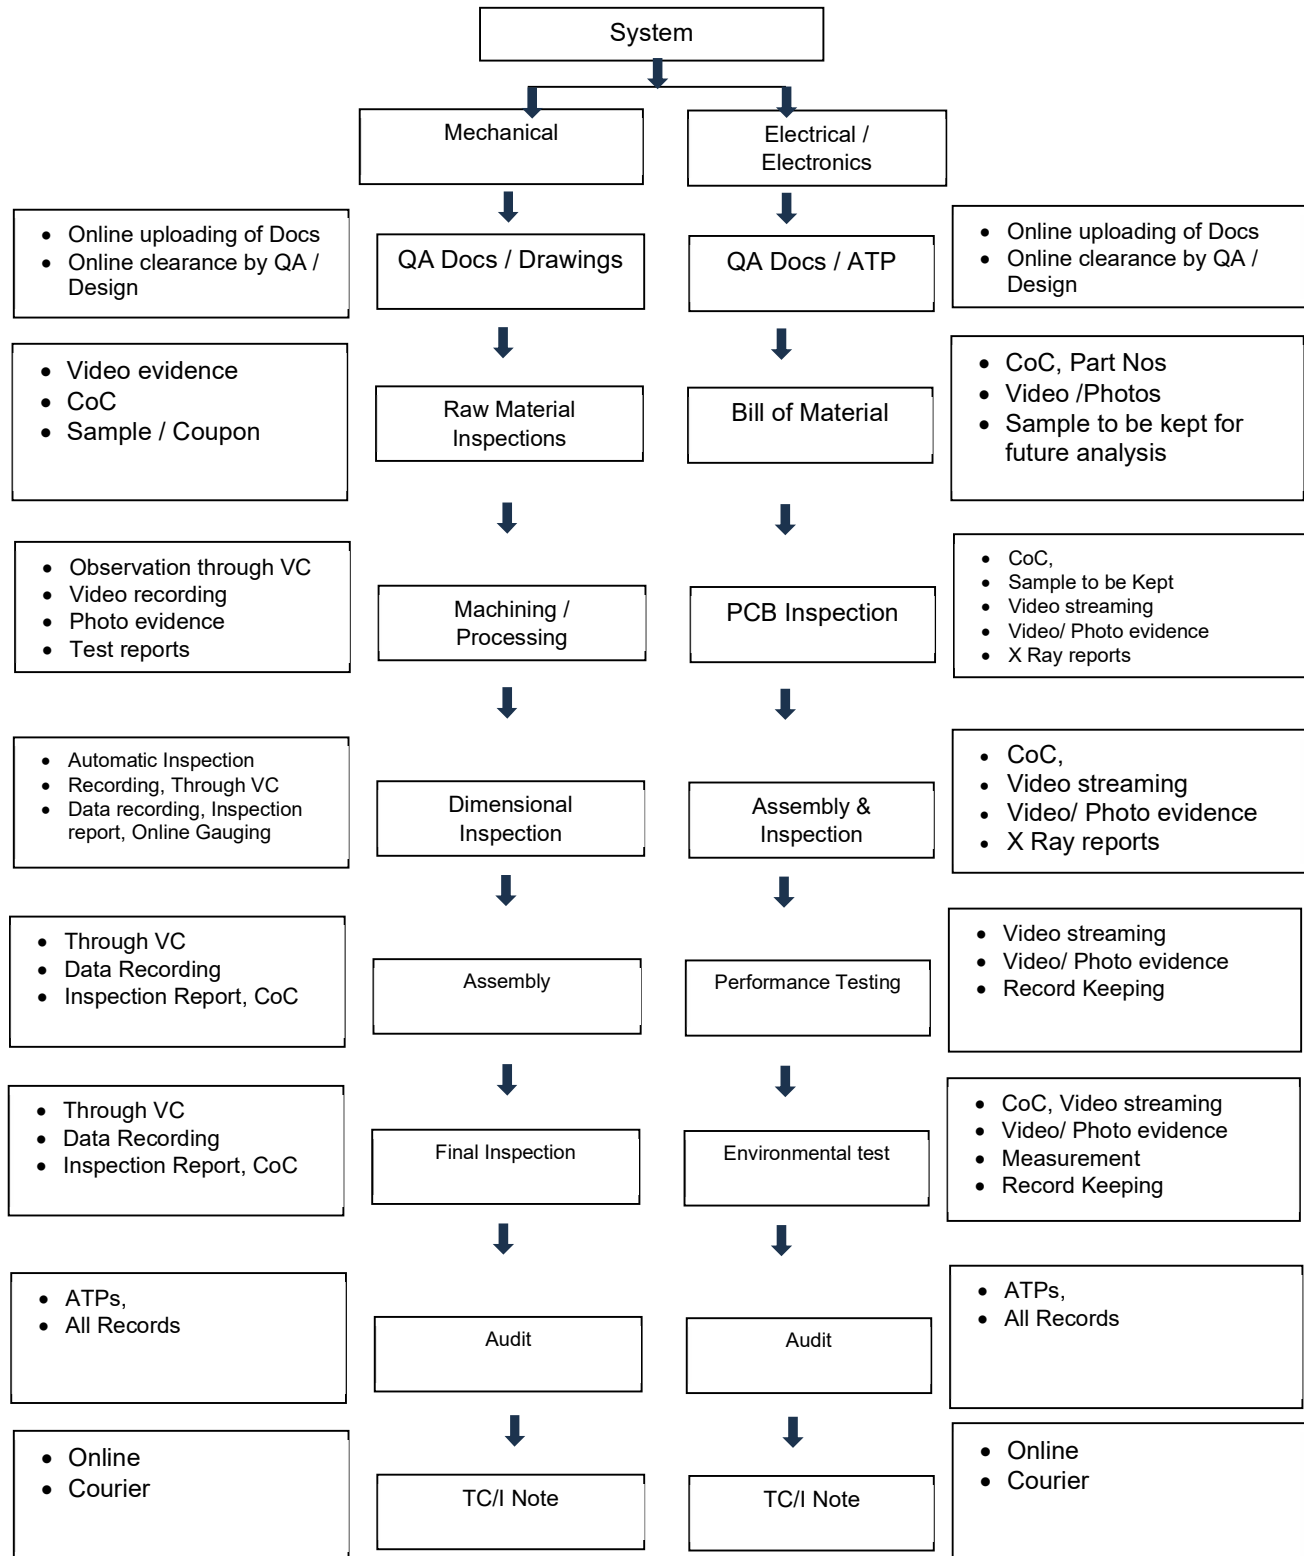 System
Mechanical
Electrical /
Electronics
• Online uploading of Docs
• Online clearance by QA /
Design
QA Docs / Drawings
QA Docs / ATP
• Online uploading of Docs
• Online clearance by QA /
Design
• Video evidence
• CoC
• Sample / Coupon
Raw Material
Inspections
Bill of Material
• CoC, Part Nos
• Video /Photos
• Sample to be kept for
future analysis
• Observation through VC
• Video recording
• Photo evidence
• Test reports
Machining /
Processing
PCB Inspection
• CoC,
• Sample to be Kept
• Video streaming
• Video/ Photo evidence
• X Ray reports
• Automatic Inspection
• Recording, Through VC
• Data recording, Inspection
report, Online Gauging
Dimensional
Inspection
Assembly &
Inspection
• CoC,
• Video streaming
• Video/ Photo evidence
• X Ray reports
• Through VC
• Data Recording
• Inspection Report, CoC
Assembly
Performance Testing
• Video streaming
• Video/ Photo evidence
• Record Keeping
• Through VC
• Data Recording
• Inspection Report, CoC
Final Inspection
Environmental test
• CoC, Video streaming
• Video/ Photo evidence
• Measurement
• Record Keeping
• ATPs,
• All Records
Audit
Audit
• ATPs,
• All Records
• Online
• Courier
TC/I Note
TC/I Note
• Online
• Courier